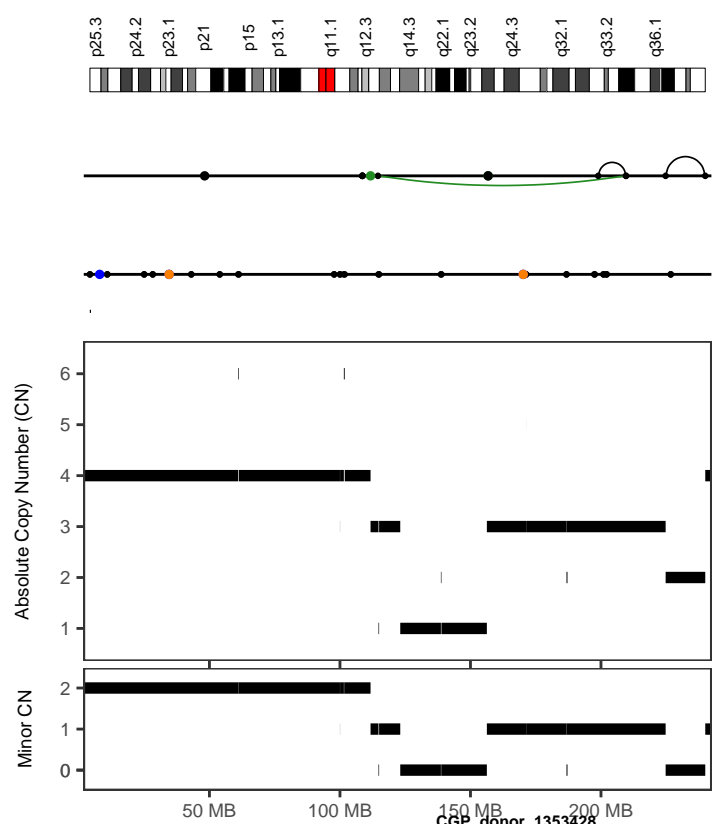 p25.3 p24.2 p23.1 p21 p15 p13.1 q11.1 q12.3 q14.3 q22.1 q23.2 q24.3 q32.1 q33.2 q36.1
Absolute Copy Number (CN)
6
5
4
3
2
1
Minor CN
2
1
0
50 MB 100 MB 150 MB 200 MB
CGP_donor_1353428